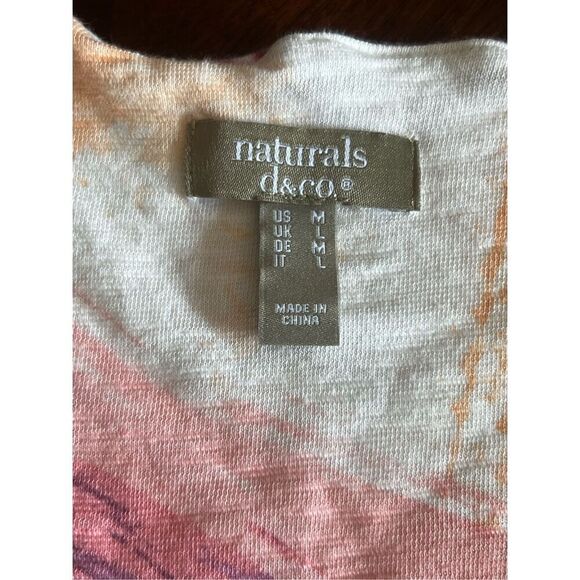 naturals
d&co.®
US M
UK L
DE M
IT L
MADE IN
CHINA